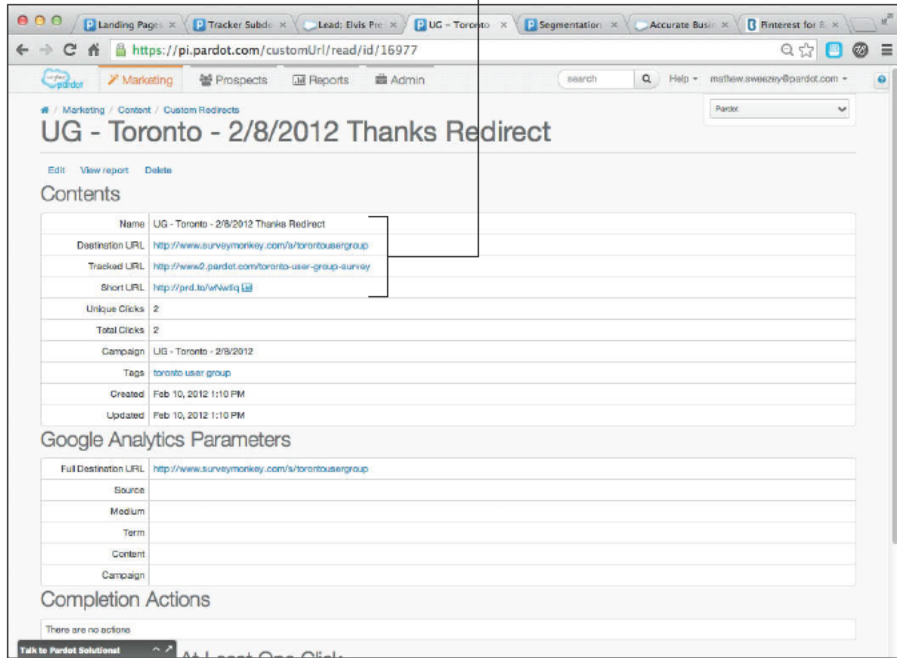 Landing Pages Tracker Subdo Lead: Elvis Pre UG - Toronto Segmentation Accurate Busin Pinterest for B
https://pi.pardot.com/customUrl/read/id/16977
pardot Marketing Prospects Reports Admin search Help mathew.sweezey@pardot.com
/ Marketing / Content / Custom Redirects Pardot
UG - Toronto - 2/8/2012 Thanks Redirect
Edit View report Delete
Contents
Name UG - Toronto - 2/8/2012 Thanks Redirect
Destination URL http://www.surveymonkey.com/s/torontousergroup
Tracked URL http://www2.pardot.com/toronto-user-group-survey
Short URL
Unique Clicks 2
Total Clicks 2
Campaign UG - Toronto - 2/8/2012
Tags toronto user group
Created Feb 10, 2012 1:10 PM
Updated Feb 10, 2012 1:10 PM
Google Analytics Parameters
Full Destination URL http://www.surveymonkey.com/s/torontousergroup
Source
Medium
Term
Content
Campaign
Completion Actions
There are no actions
Talk to Pardot Solutions! At Least One Click